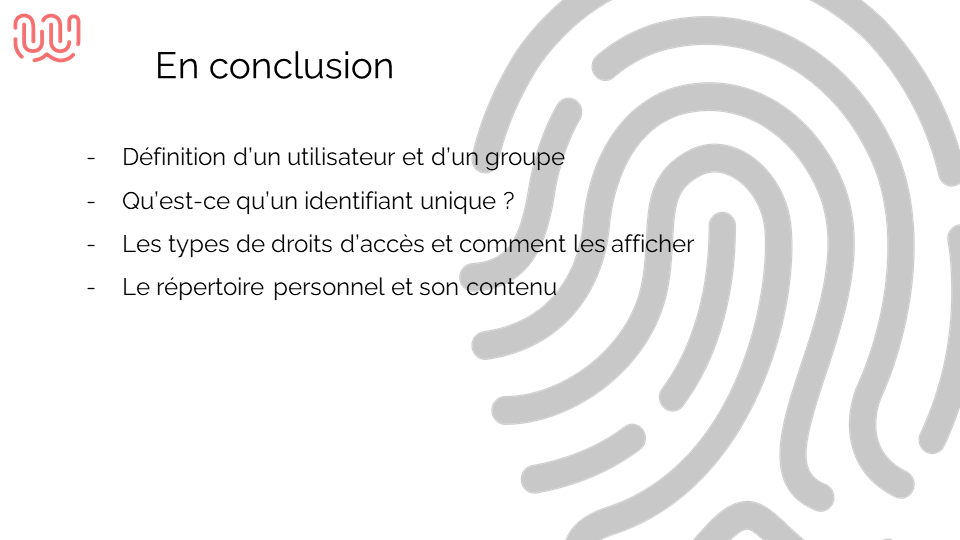 En conclusion
- Définition d'un utilisateur et d'un groupe
- Qu'est-ce qu'un identifiant unique ?
- Les types de droits d'accès et comment les afficher
- Le répertoire personnel et son contenu